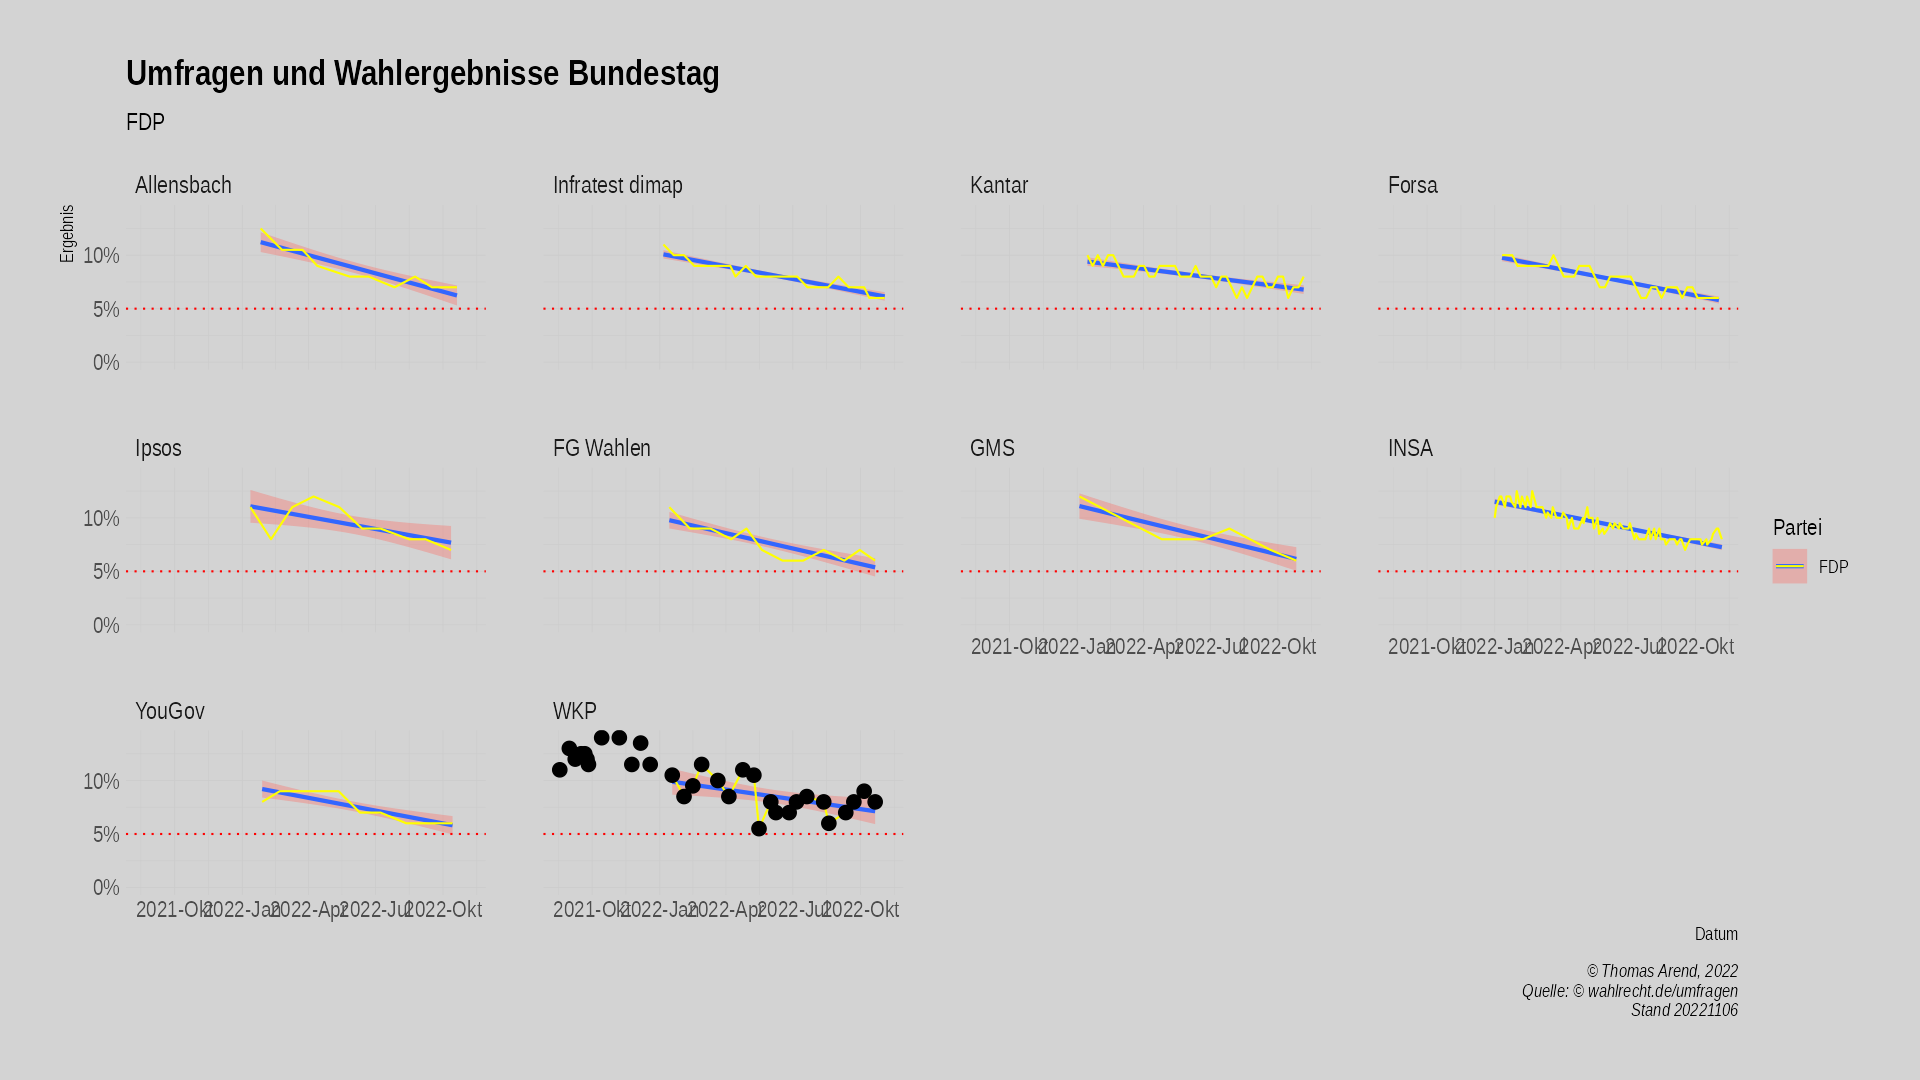 Umfragen und Wahlergebnisse Bundestag
FDP
Allensbach
Infratest dimap
Kantar
Forsa
Ergebnis
10%
5%
0%
Ipsos
FG Wahlen
GMS
INSA
10%
5%
0%
2021-Okt 2022-Jan 2022-Apr 2022-Jul 2022-Okt
2021-Okt 2022-Jan 2022-Apr 2022-Jul 2022-Okt
Partei
FDP
YouGov
WKP
10%
5%
0%
2021-Okt 2022-Jan 2022-Apr 2022-Jul 2022-Okt
2021-Okt 2022-Jan 2022-Apr 2022-Jul 2022-Okt
Datum
© Thomas Arend, 2022
Quelle: © wahlrecht.de/umfragen
Stand 20221106